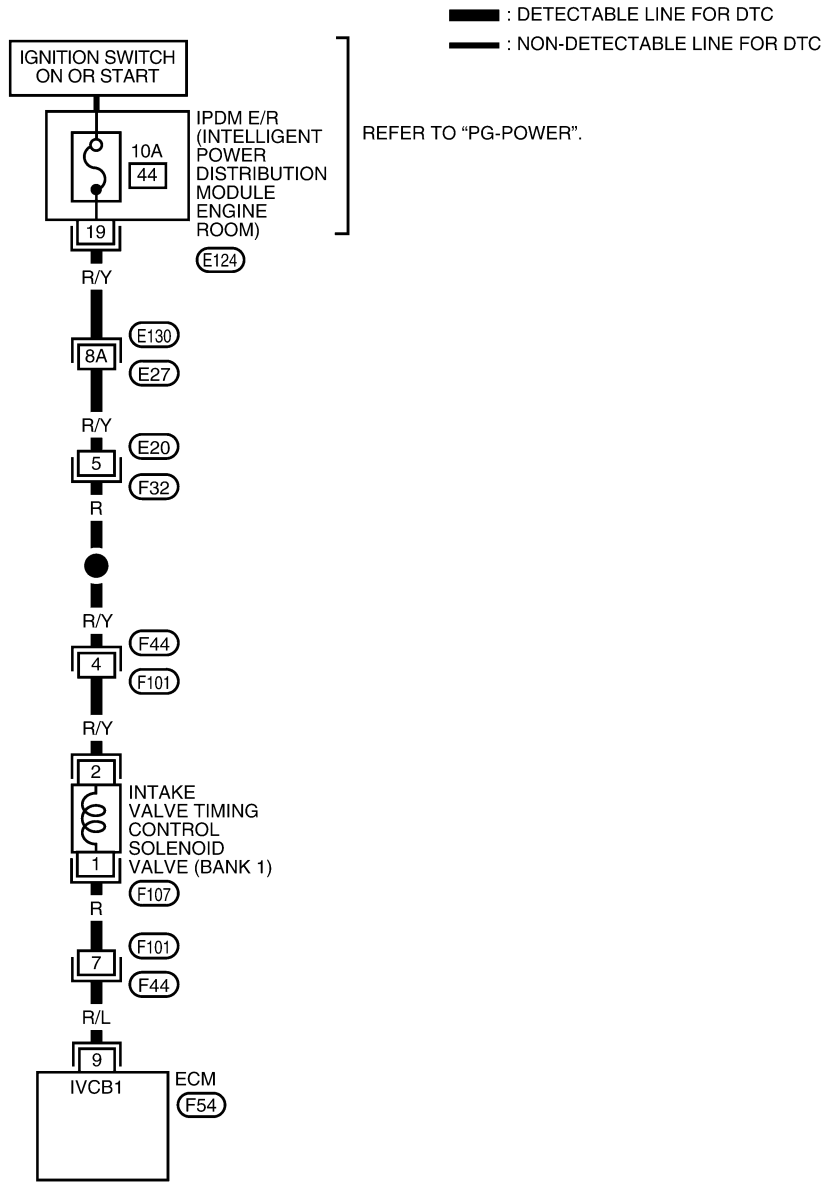 : DETECTABLE LINE FOR DTC
: NON-DETECTABLE LINE FOR DTC
IGNITION SWITCH
ON OR START
IPDM E/R
(INTELLIGENT
POWER
DISTRIBUTION
MODULE
ENGINE
ROOM)
REFER TO “PG-POWER”.
10A
44
19
E124
R/Y
E130
8A
E27
R/Y
E20
5
F32
R
R/Y
F44
4
F101
R/Y
2
INTAKE
VALVE TIMING
CONTROL
SOLENOID
VALVE (BANK 1)
1
F107
R
F101
7
F44
R/L
9
IVCB1
ECM
F54